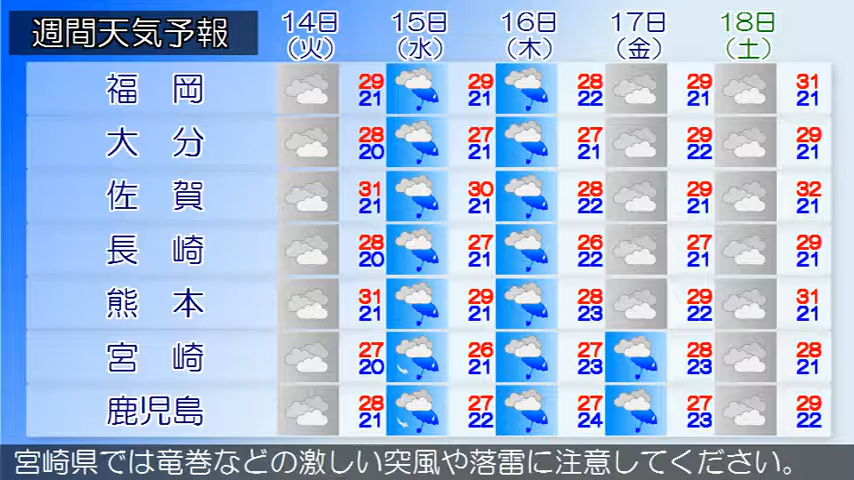 週間天気予報 14日 15日 16日 17日 18日
(火) (水) (木) (金) (土)
福岡 29 29 28 29 31
21 21 22 21 21
大分 28 27 27 29 29
20 21 21 22 21
佐賀 31 30 28 29 32
21 21 22 21 21
長崎 28 27 26 27 29
20 21 22 21 21
熊本 31 29 28 29 31
21 21 23 22 21
宮崎 27 26 27 28 28
20 21 23 23 21
鹿児島 28 27 27 27 29
21 22 24 23 22
宮崎県では竜巻などの激しい突風や落雷に注意してください。